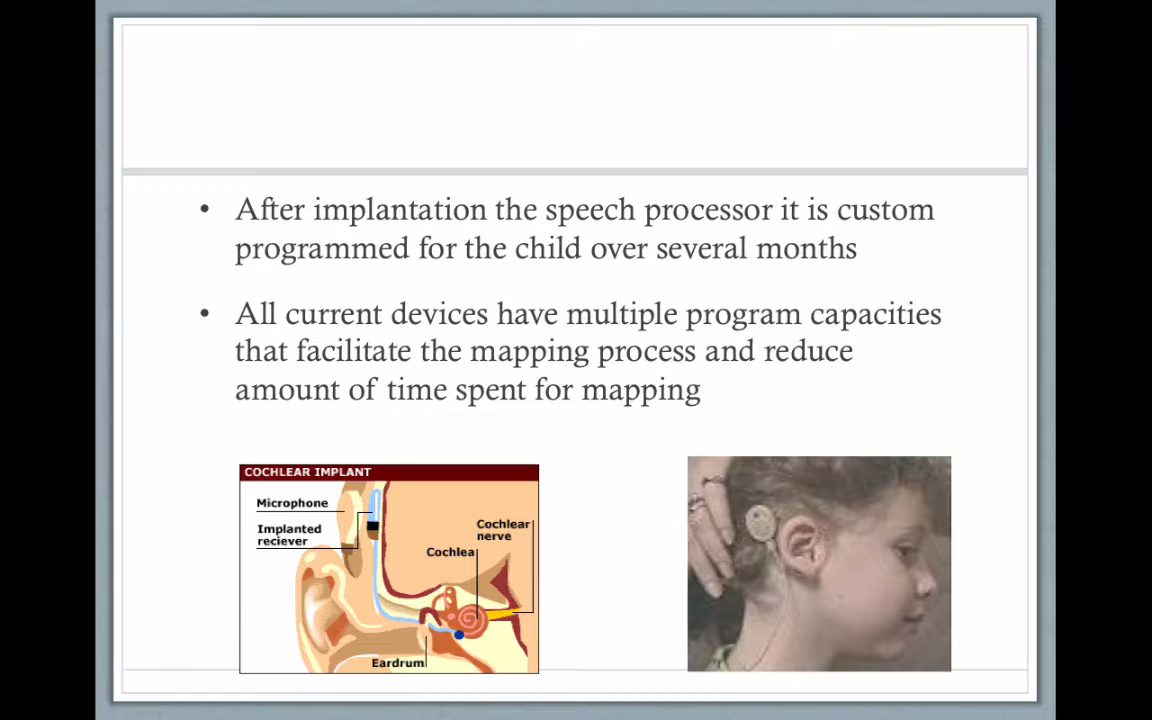 • After implantation the speech processor it is custom
programmed for the child over several months
• All current devices have multiple program capacities
that facilitate the mapping process and reduce
amount of time spent for mapping
COCHLEAR IMPLANT
Microphone
Implanted
reciever
Cochlear
nerve
Cochlea
Eardrum